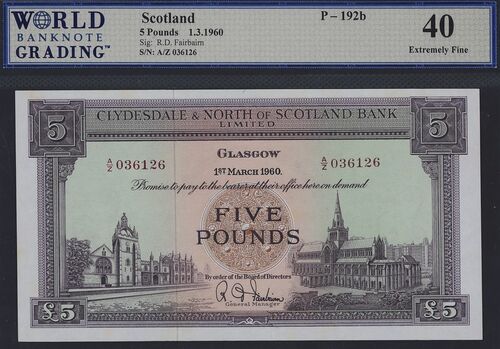 WORLD
BANKNOTE
GRADING™
Scotland
5 Pounds 1.3.1960
Sig: R.D. Fairbairn
S/N: A/Z 036126
P – 192b
40
Extremely Fine
5
CLYDESDALE & NORTH OF SCOTLAND BANK
LIMITED
5
A/Z 036126
GLASGOW
A/Z 036126
1ST MARCH 1960.
Promise to pay to the bearer at their office here on demand
FIVE
POUNDS
By order of the Board of Directors
R. D. Fairbairn
General Manager
£5
£5